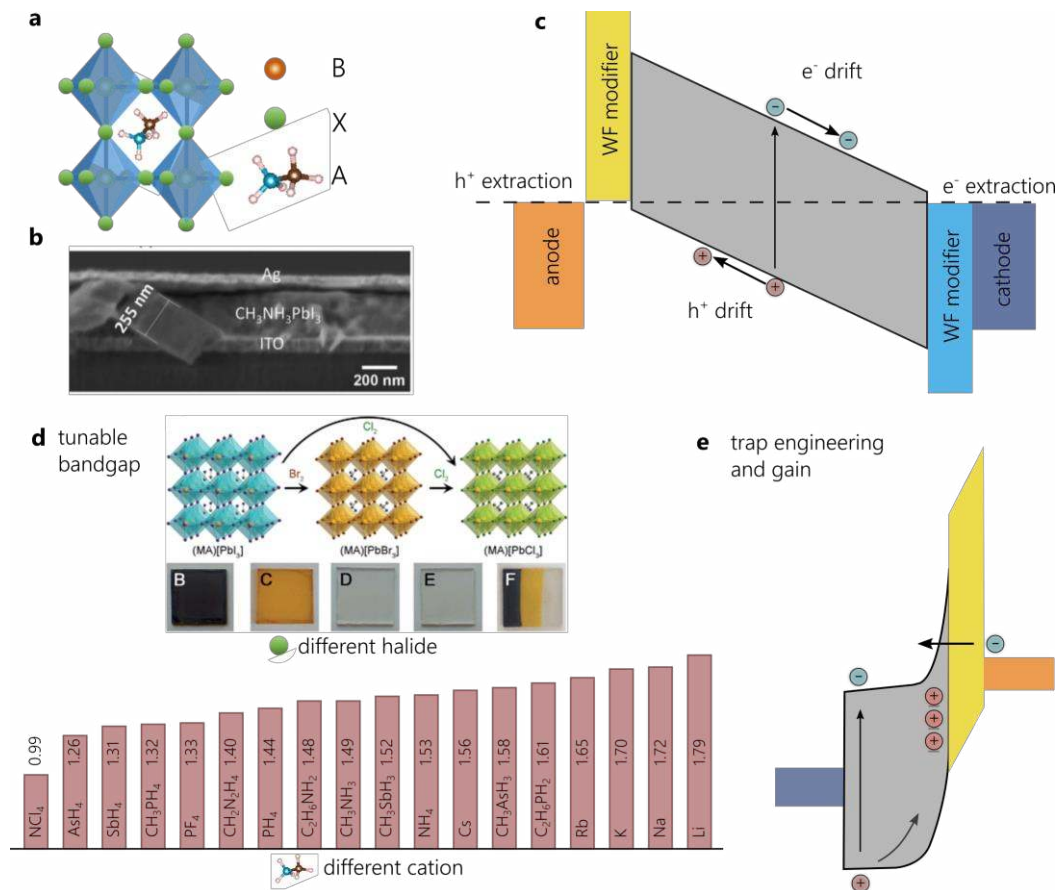 a
B
X
A
b
Ag
255 nm
CH₃NH₃PbI₃
ITO
200 nm
c
WF modifier
e⁻ drift
h⁺ extraction
e⁻ extraction
anode
h⁺ drift
WF modifier
cathode
d tunable
bandgap
Cl₂
Br₂
Cl₂
(MA)[PbI₃]
(MA)[PbBr₃]
(MA)[PbCl₃]
B
C
D
E
F
different halide
NCl₄ 0.99
AsH₄ 1.26
SbH₄ 1.31
CH₃PH₄ 1.32
PF₄ 1.33
CH₂N₂H₄ 1.40
PH₄ 1.44
C₂H₆NH₂ 1.48
CH₃NH₃ 1.49
CH₃SbH₃ 1.52
NH₄ 1.53
Cs 1.56
CH₃AsH₃ 1.58
C₂H₆PH₂ 1.61
Rb 1.65
K 1.70
Na 1.72
Li 1.79
different cation
e trap engineering
and gain